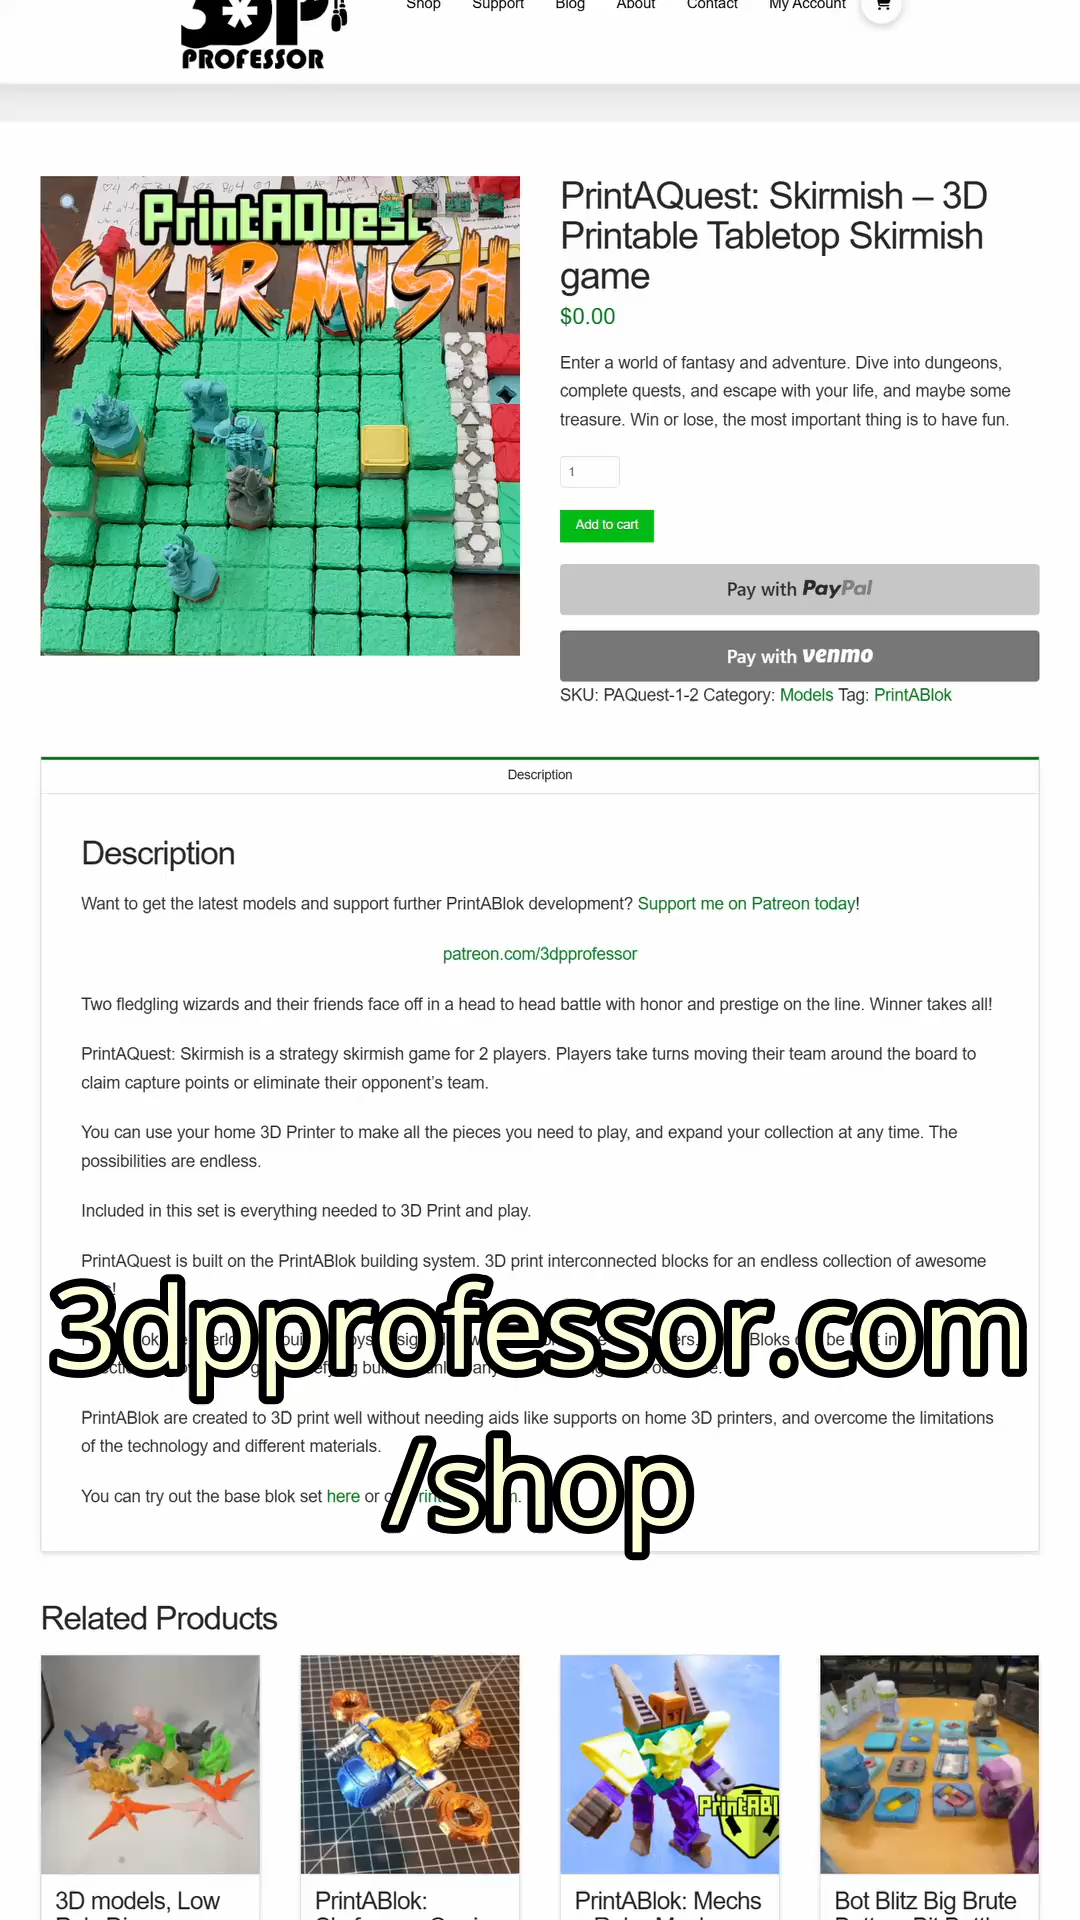 Shop Support Blog About Contact My Account
3DP
PROFESSOR
PrintAQuest
SKIRMISH
PrintAQuest: Skirmish – 3D
Printable Tabletop Skirmish
game
$0.00
Enter a world of fantasy and adventure. Dive into dungeons,
complete quests, and escape with your life, and maybe some
treasure. Win or lose, the most important thing is to have fun.
1
Add to cart
Pay with PayPal
Pay with venmo
SKU: PAQuest-1-2 Category: Models Tag: PrintABlok
Description
Description
Want to get the latest models and support further PrintABlok development? Support me on Patreon today!
patreon.com/3dpprofessor
Two fledgling wizards and their friends face off in a head to head battle with honor and prestige on the line. Winner takes all!
PrintAQuest: Skirmish is a strategy skirmish game for 2 players. Players take turns moving their team around the board to
claim capture points or eliminate their opponent’s team.
You can use your home 3D Printer to make all the pieces you need to play, and expand your collection at any time. The
possibilities are endless.
Included in this set is everything needed to 3D Print and play.
PrintAQuest is built on the PrintABlok building system. 3D print interconnected blocks for an endless collection of awesome
3dpprofessor.com
PrintABlok are created to 3D print well without needing aids like supports on home 3D printers, and overcome the limitations
of the technology and different materials.
/shop
You can try out the base blok set here or
Related Products
3D models, Low
PrintABlok:
PrintABlok: Mechs
PrintABl
Bot Blitz Big Brute